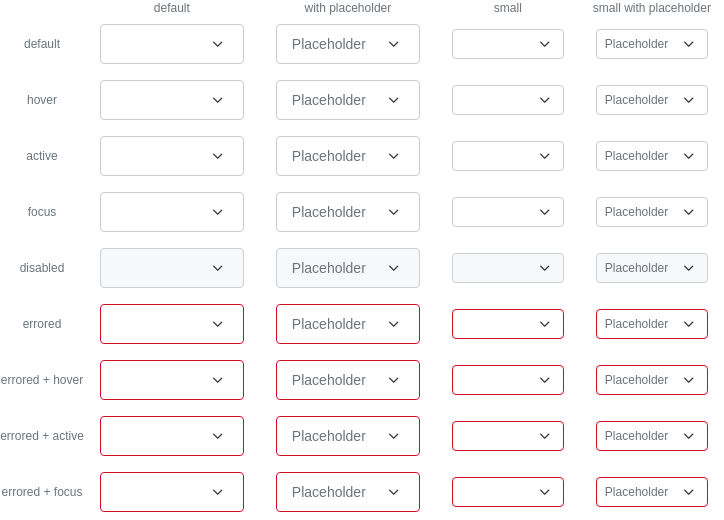 default with placeholder small small with placeholder
default Placeholder Placeholder
hover Placeholder Placeholder
active Placeholder Placeholder
focus Placeholder Placeholder
disabled Placeholder Placeholder
errored Placeholder Placeholder
errored + hover Placeholder Placeholder
errored + active Placeholder Placeholder
errored + focus Placeholder Placeholder